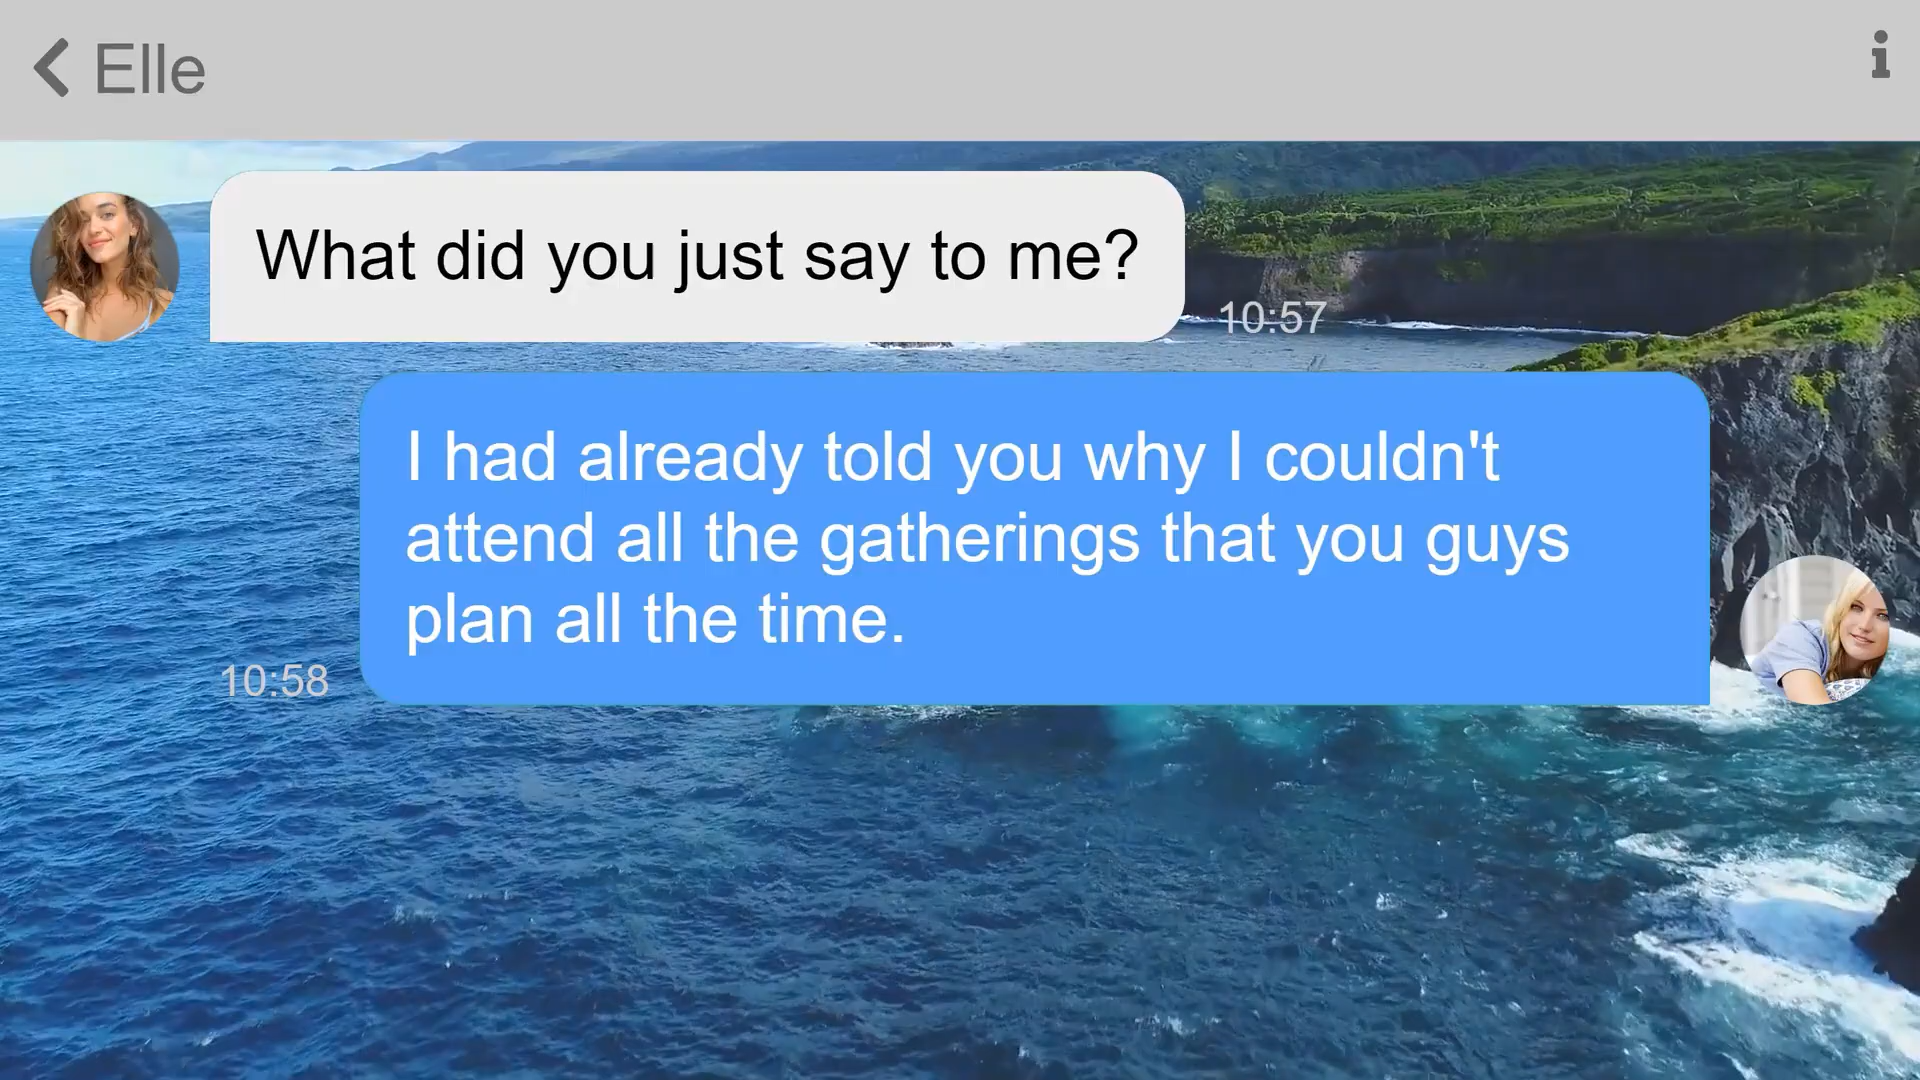 Elle
What did you just say to me?
10:57
I had already told you why I couldn't
attend all the gatherings that you guys
plan all the time.
10:58